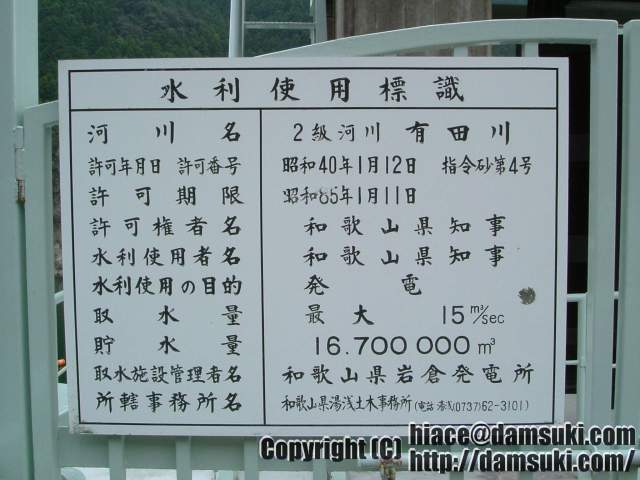 水利使用標識
河川名 2級河川 有田川
許可年月日 許可番号 昭和40年1月12日 指令砂第4号
許可期限 昭和85年1月11日
許可権者名 和歌山県知事
水利使用者名 和歌山県知事
水利使用の目的 発電
取水量 最大 15m³/sec
貯水量 16.700000m³
取水施設管理者名 和歌山県岩倉発電所
所轄事務所名 和歌山県湯浅土木事務所(電話 湯浅(0737)62-3101)
Copyright (C) hiace@damsuki.com
http://damsuki.com/